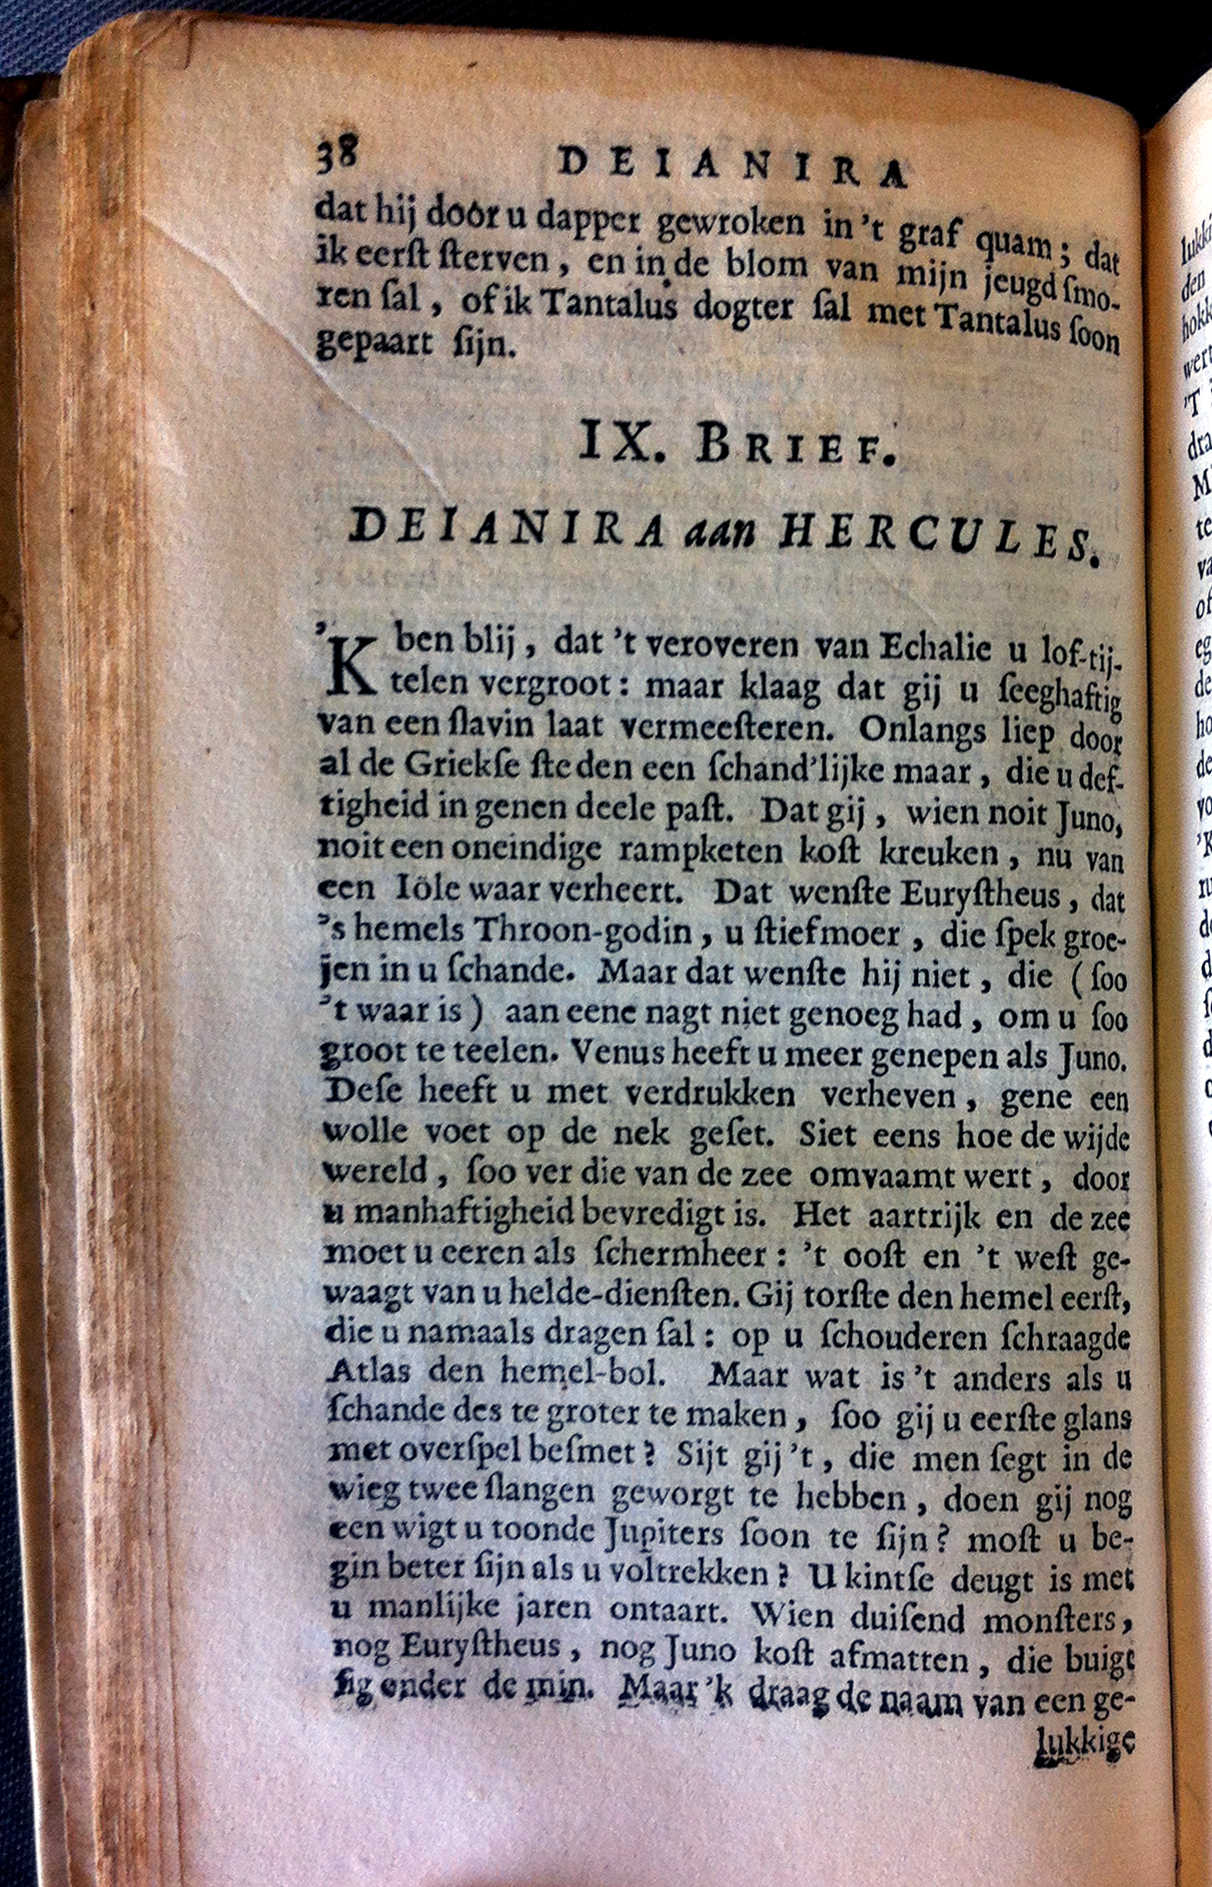 38 DEIANIRA
dat hij door u dapper gewroken in 't graf quam; dat
ik eerſt ſterven, en in de blom van mijn jeugd ſmo-
ren ſal, of ik Tantalus dogter ſal met Tantalus ſoon
gepaart ſijn.
IX. BRIEF.
DEIANIRA aan HERCULES.
'K ben blij, dat 't veroveren van Echalie u lof-tij-
telen vergroot: maar klaag dat gij u ſeeghaftig
van een ſlavin laat vermeeſteren. Onlangs liep door
al de Griekſe ſteden een ſchand'lijke maar, die u def-
tigheid in genen deele paſt. Dat gij, wien noit Juno,
noit een oneindige rampketen koſt kreuken, nu van
een Iöle waar verheert. Dat wenſte Euryſtheus, dat
's hemels Throon-godin, u ſtiefmoer, die ſpek groe-
jen in u ſchande. Maar dat wenſte hij niet, die (ſoo
't waar is) aan eene nagt niet genoeg had, om u ſoo
groot te teelen. Venus heeft u meer genepen als Juno.
Deſe heeft u met verdrukken verheven, gene een
wolle voet op de nek geſet. Siet eens hoe de wijde
wereld, ſoo ver die van de zee omvaamt wert, door
u manhaftigheid bevredigt is. Het aartrijk en de zee
moet u eeren als ſchermheer: 't ooſt en 't weſt ge-
waagt van u helde-dienſten. Gij torſte den hemel eerſt,
die u namaals dragen ſal: op u ſchouderen ſchraagde
Atlas den hemel-bol. Maar wat is 't anders als u
ſchande des te groter te maken, ſoo gij u eerſte glans
met overſpel beſmet? Sijt gij 't, die men ſegt in de
wieg twee ſlangen geworgt te hebben, doen gij nog
een wigt u toonde Jupiters ſoon te ſijn? moſt u be-
gin beter ſijn als u voltrekken? U kintſe deugt is met
u manlijke jaren ontaart. Wien duiſend monſters,
nog Euryſtheus, nog Juno koſt afmatten, die buigt
ſig onder de min. Maar 'k draag de naam van een ge-
lukkige